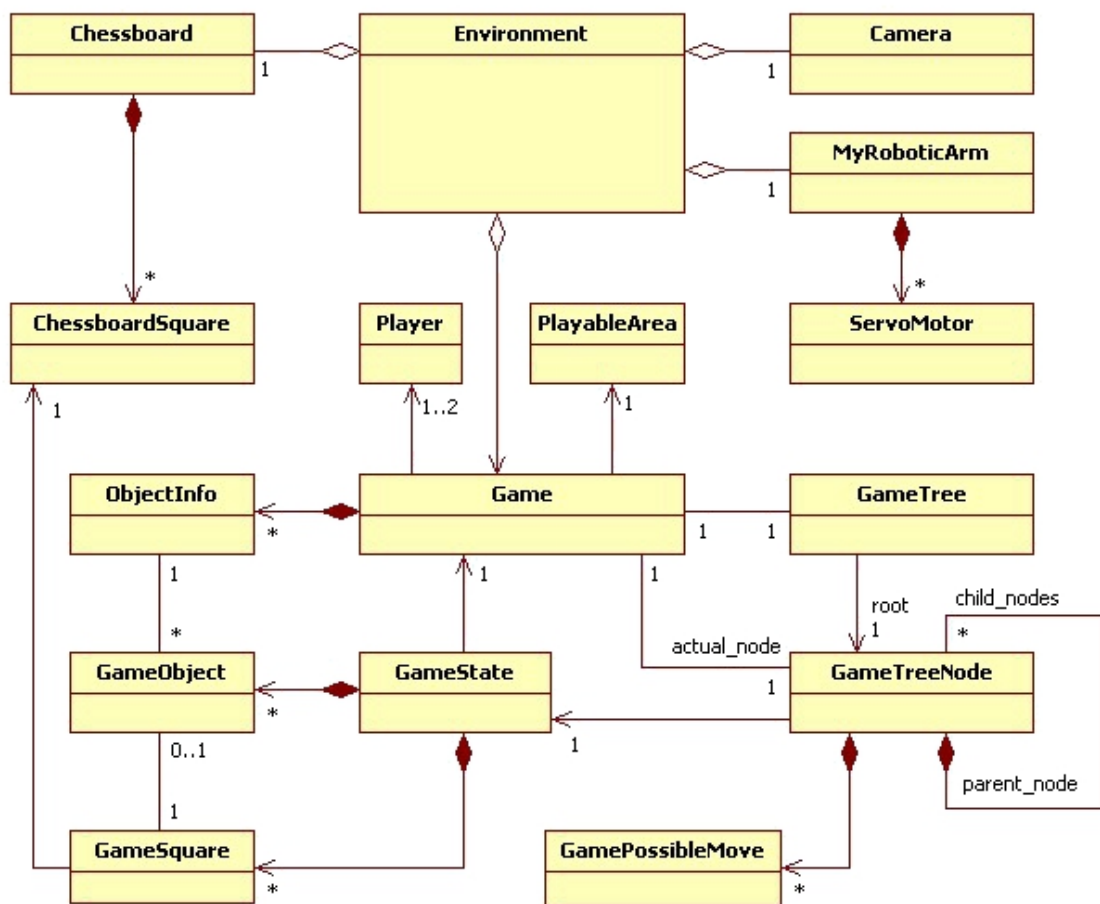 Chessboard
Environment
Camera
1
1
MyRoboticArm
1
*
*
ChessboardSquare
Player
PlayableArea
ServoMotor
1
1..2
1
ObjectInfo
Game
GameTree
*
1
1
1
1
1
root
child_nodes
1
*
*
actual_node
GameObject
GameState
GameTreeNode
*
1
1
0..1
parent_node
1
GameSquare
GamePossibleMove
*
*